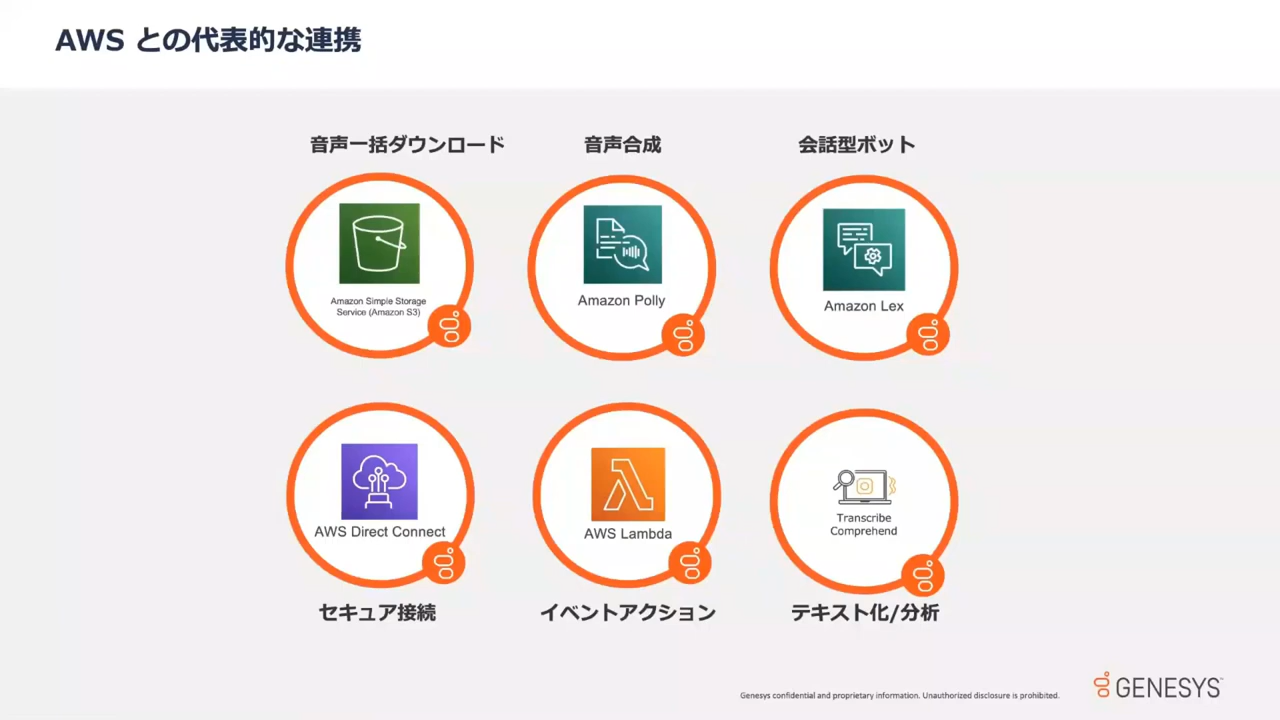 AWS との代表的な連携
音声一括ダウンロード
音声合成
会話型ボット
Amazon Simple Storage
Service (Amazon S3)
Amazon Polly
Amazon Lex
AWS Direct Connect
AWS Lambda
Transcribe
Comprehend
セキュア接続
イベントアクション
テキスト化/分析
Genesys confidential and proprietary information. Unauthorized disclosure is prohibited.
GENESYS™